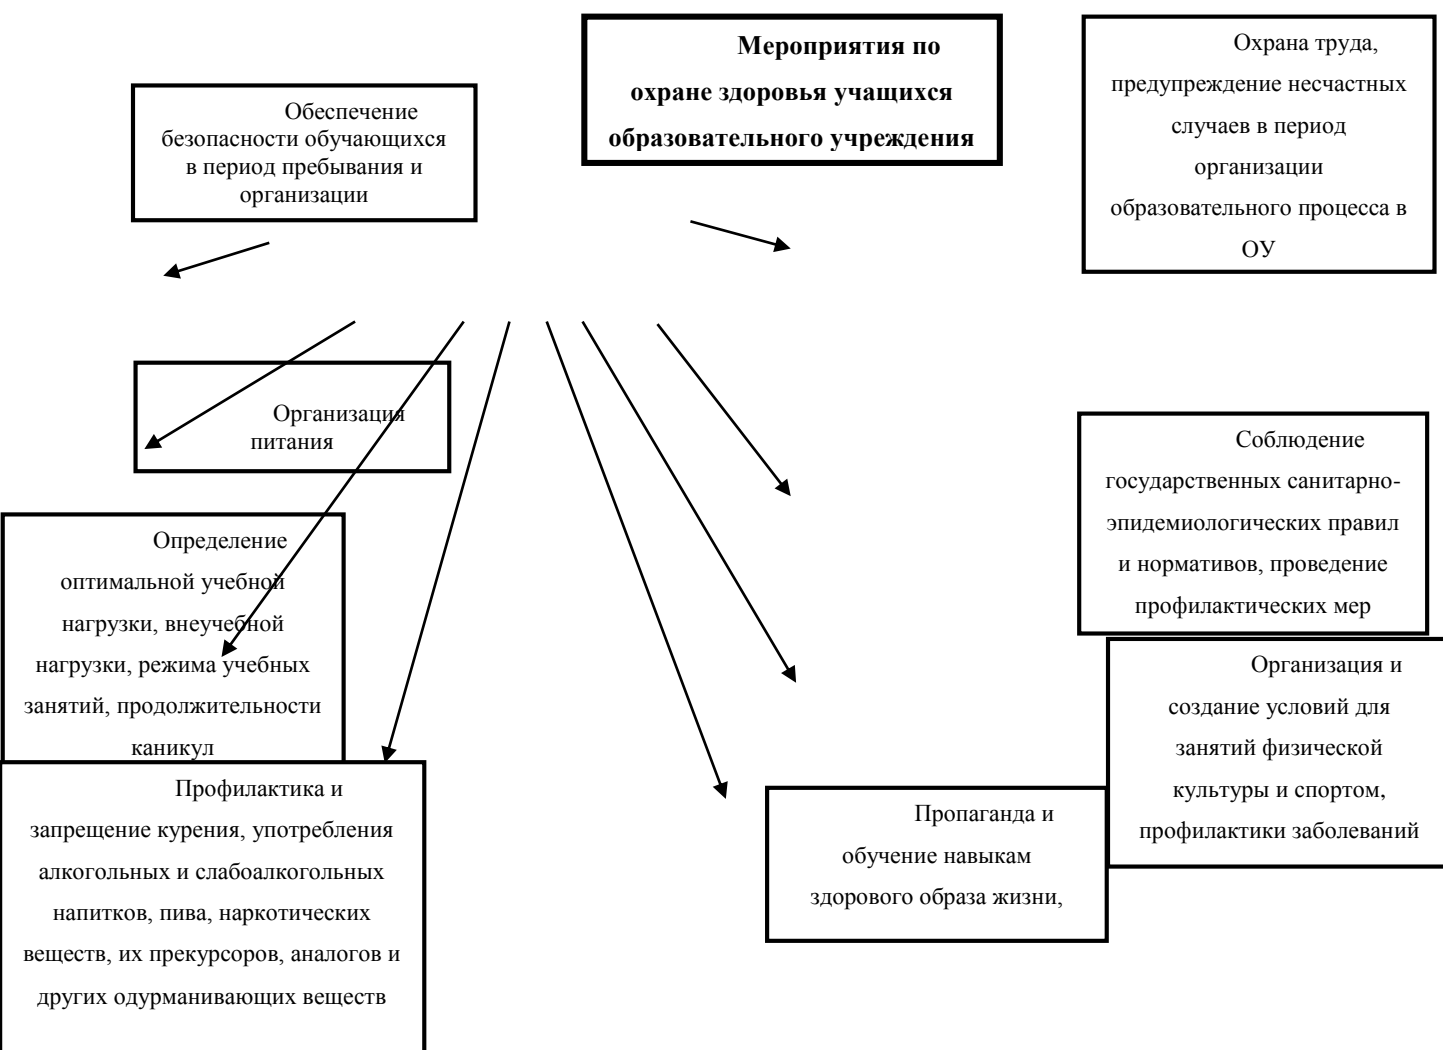 Мероприятия по
охране здоровья учащихся
образовательного учреждения
Обеспечение
безопасности обучающихся
в период пребывания и
организации
Охрана труда,
предупреждение несчастных
случаев в период
организации
образовательного процесса в
ОУ
Организация
питания
Соблюдение
государственных санитарно-
эпидемиологических правил
и нормативов, проведение
профилактических мер
Определение
оптимальной учебной
нагрузки, внеучебной
нагрузки, режима учебных
занятий, продолжительности
каникул
Организация и
создание условий для
занятий физической
культуры и спортом,
профилактики заболеваний
Профилактика и
запрещение курения, употребления
алкогольных и слабоалкогольных
напитков, пива, наркотических
веществ, их прекурсоров, аналогов и
других одурманивающих веществ
Пропаганда и
обучение навыкам
здорового образа жизни,